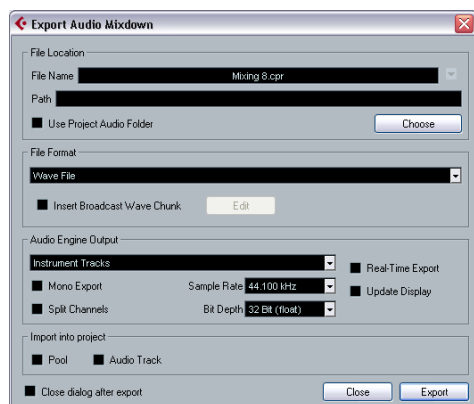 Export Audio Mixdown
File Location
File Name Mixing 8.cpr
Path
Use Project Audio Folder Choose
File Format
Wave File
Insert Broadcast Wave Chunk Edit
Audio Engine Output
Instrument Tracks
Real-Time Export
Mono Export Sample Rate 44.100 kHz
Update Display
Split Channels Bit Depth 32 Bit (float)
Import into project
Pool Audio Track
Close dialog after export Close Export